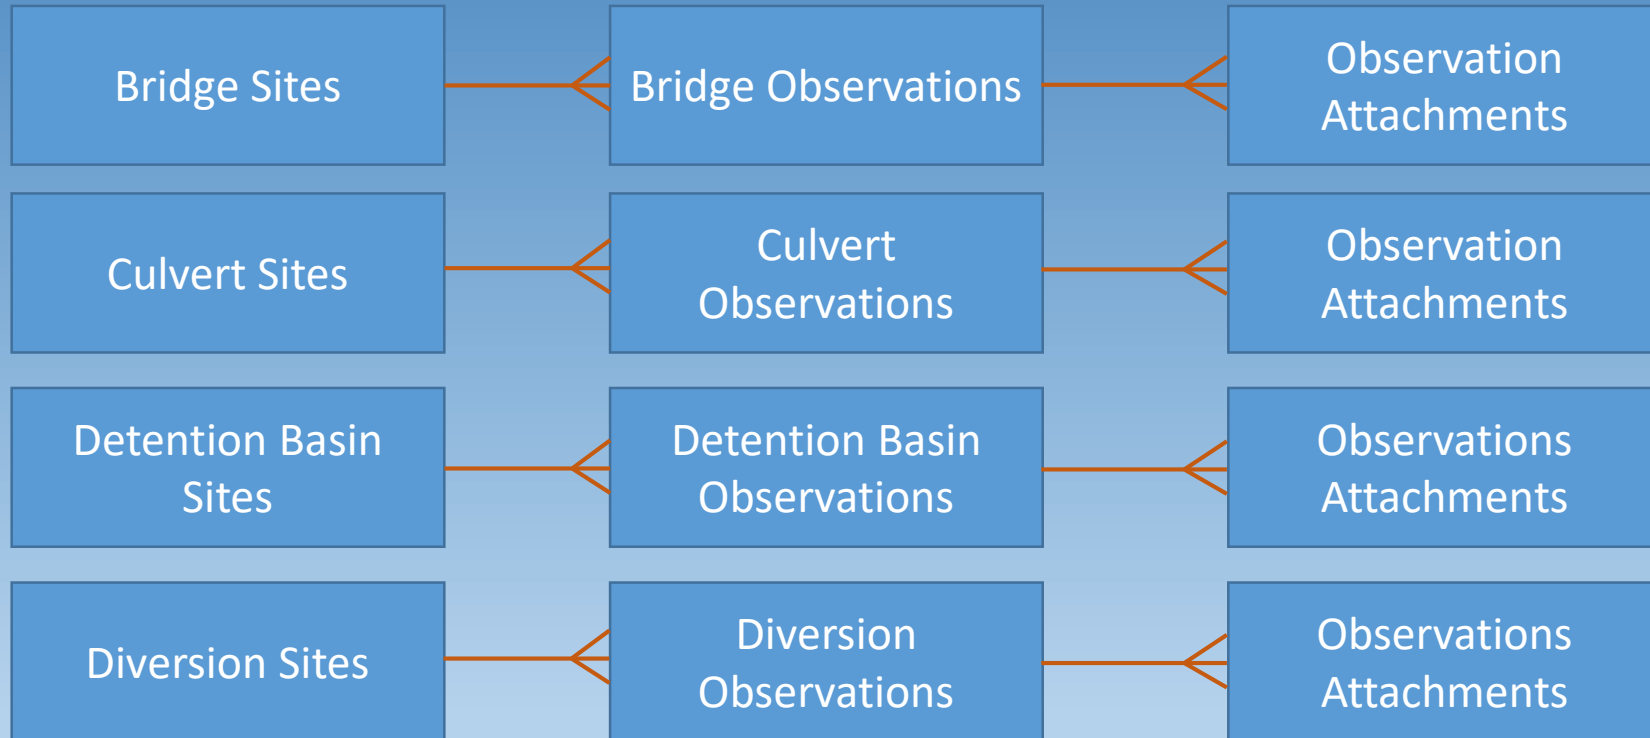 Bridge Sites
Bridge Observations
Observation
Attachments
Culvert Sites
Culvert
Observations
Observation
Attachments
Detention Basin
Sites
Detention Basin
Observations
Observations
Attachments
Diversion Sites
Diversion
Observations
Observations
Attachments